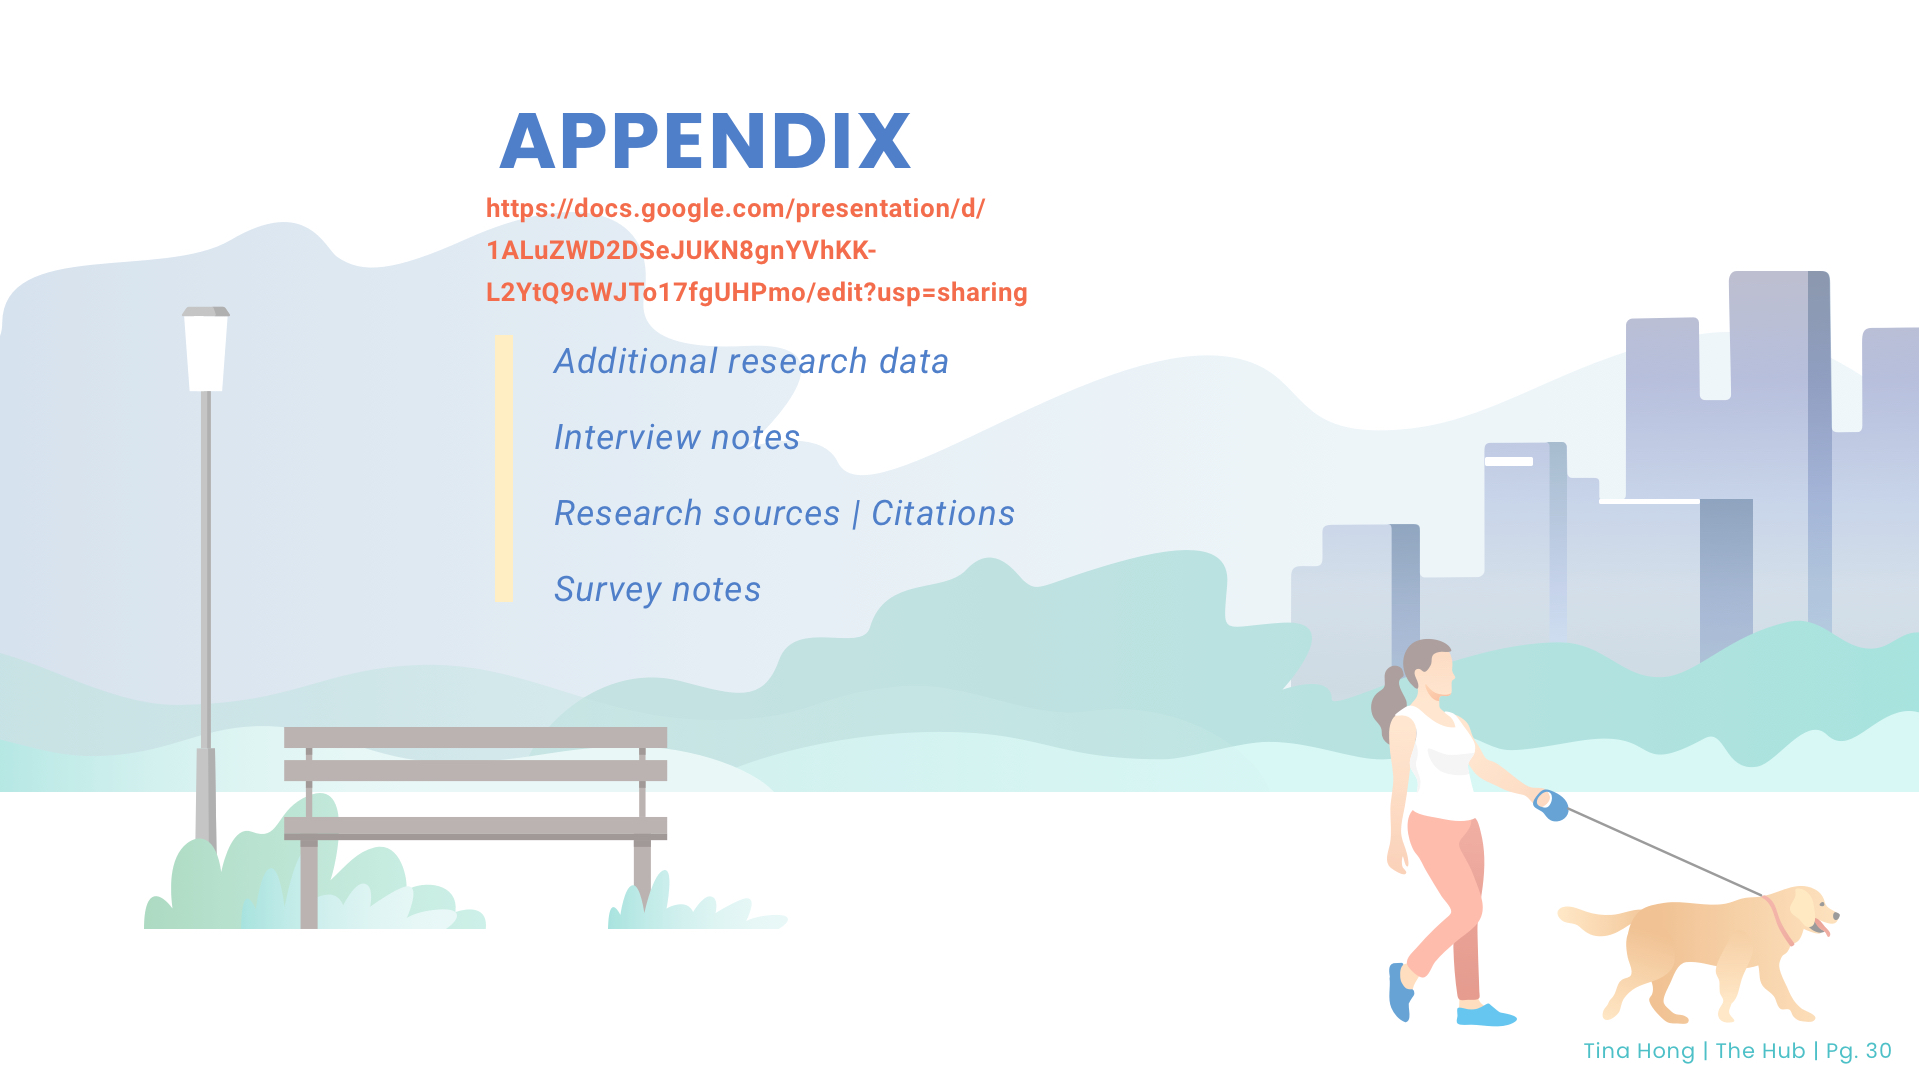 APPENDIX
https://docs.google.com/presentation/d/
1ALuZWD2DSeJUKN8gnYVhKK-
L2YtQ9cWJTo17fgUHPmo/edit?usp=sharing
Additional research data
Interview notes
Research sources | Citations
Survey notes
Tina Hong | The Hub | Pg. 30